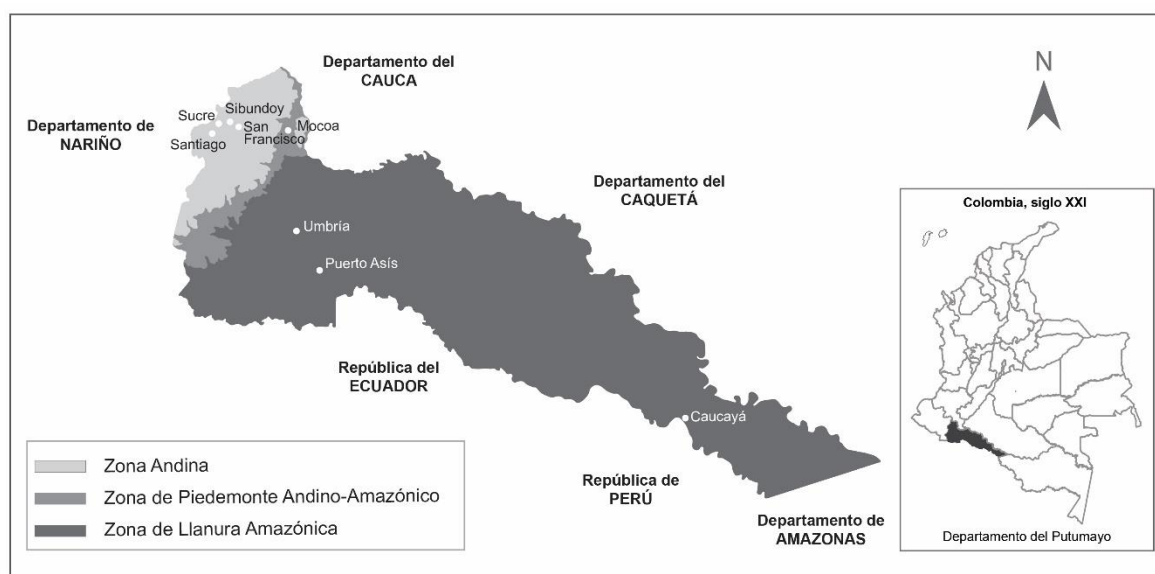 Departamento del
CAUCA
N
Sucre
Sibundoy
San
Francisco
Mocoa
Santiago
Departamento de
NARIÑO
Departamento del
CAQUETÁ
Umbría
Puerto Asís
República del
ECUADOR
Caucayá
República de
PERÚ
Departamento de
AMAZONAS
Zona Andina
Zona de Piedemonte Andino-Amazónico
Zona de Llanura Amazónica
Colombia, siglo XXI
Departamento del Putumayo